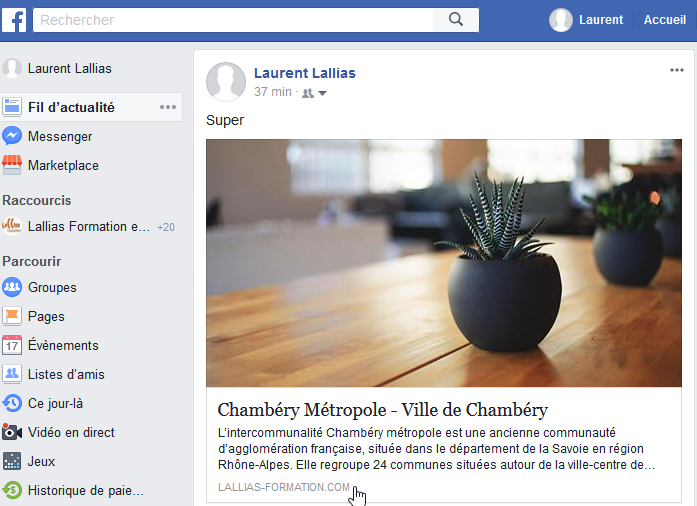 f
Rechercher
Laurent
Accueil
Laurent Lallias
Fil d'actualité
Messenger
Marketplace
Raccourcis
Lallias Formation e... +20
Parcourir
Groupes
Pages
17 Évènements
Listes d'amis
Ce jour-là
Vidéo en direct
Jeux
Historique de paie...
Laurent Lallias
37 min ·
Super
Chambéry Métropole - Ville de Chambéry
L'intercommunalité Chambéry métropole est une ancienne communauté
d'agglomération française, située dans le département de la Savoie en région
Rhône-Alpes. Elle regroupe 24 communes situées autour de la ville-centre de...
LALLIAS-FORMATION.COM